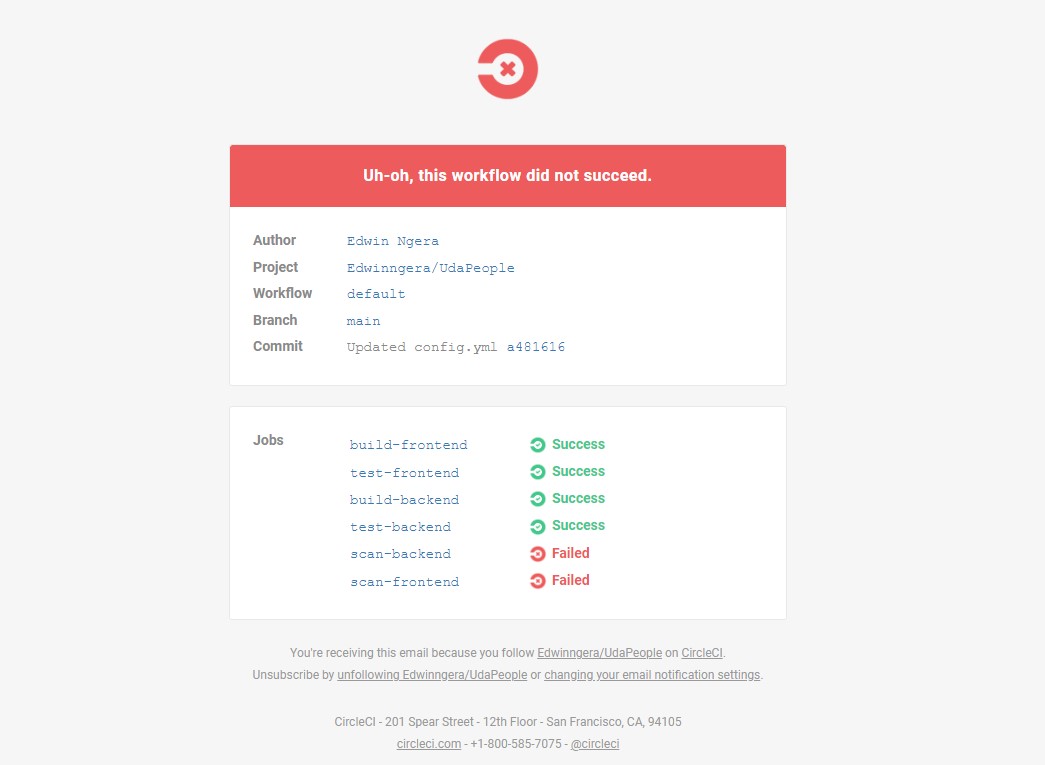 Uh-oh, this workflow did not succeed.
Author Edwin Ngera
Project Edwinngera/UdaPeople
Workflow default
Branch main
Commit Updated config.yml a481616
Jobs build-frontend Success
test-frontend Success
build-backend Success
test-backend Success
scan-backend Failed
scan-frontend Failed
You're receiving this email because you follow Edwinngera/UdaPeople on CircleCI.
Unsubscribe by unfollowing Edwinngera/UdaPeople or changing your email notification settings.
CircleCI - 201 Spear Street - 12th Floor - San Francisco, CA, 94105
circleci.com - +1-800-585-7075 - @circleci